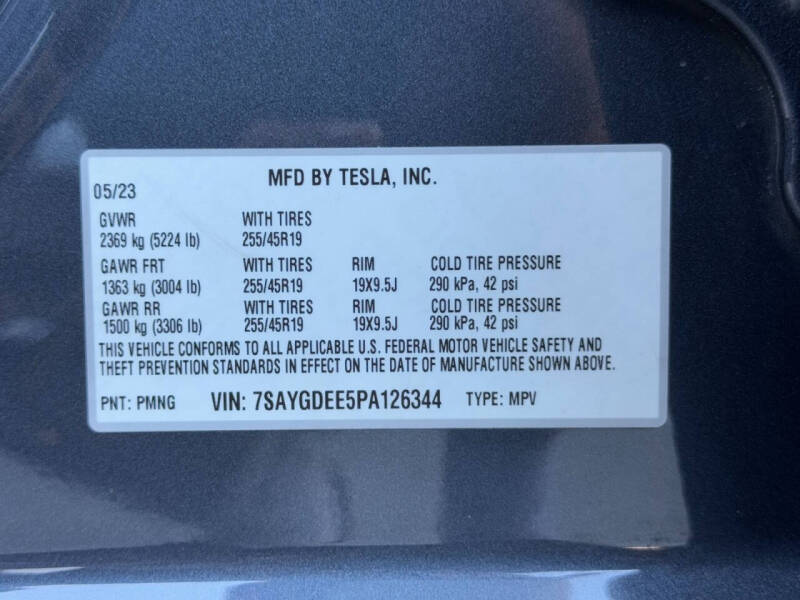 MFD BY TESLA, INC.
05/23
GVWR WITH TIRES
2369 kg (5224 lb) 255/45R19
GAWR FRT WITH TIRES RIM COLD TIRE PRESSURE
1363 kg (3004 lb) 255/45R19 19X9.5J 290 kPa, 42 psi
GAWR RR WITH TIRES RIM COLD TIRE PRESSURE
1500 kg (3306 lb) 255/45R19 19X9.5J 290 kPa, 42 psi
THIS VEHICLE CONFORMS TO ALL APPLICABLE U.S. FEDERAL MOTOR VEHICLE SAFETY AND
THEFT PREVENTION STANDARDS IN EFFECT ON THE DATE OF MANUFACTURE SHOWN ABOVE.
PNT: PMNG VIN: 7SAYGDEE5PA126344 TYPE: MPV